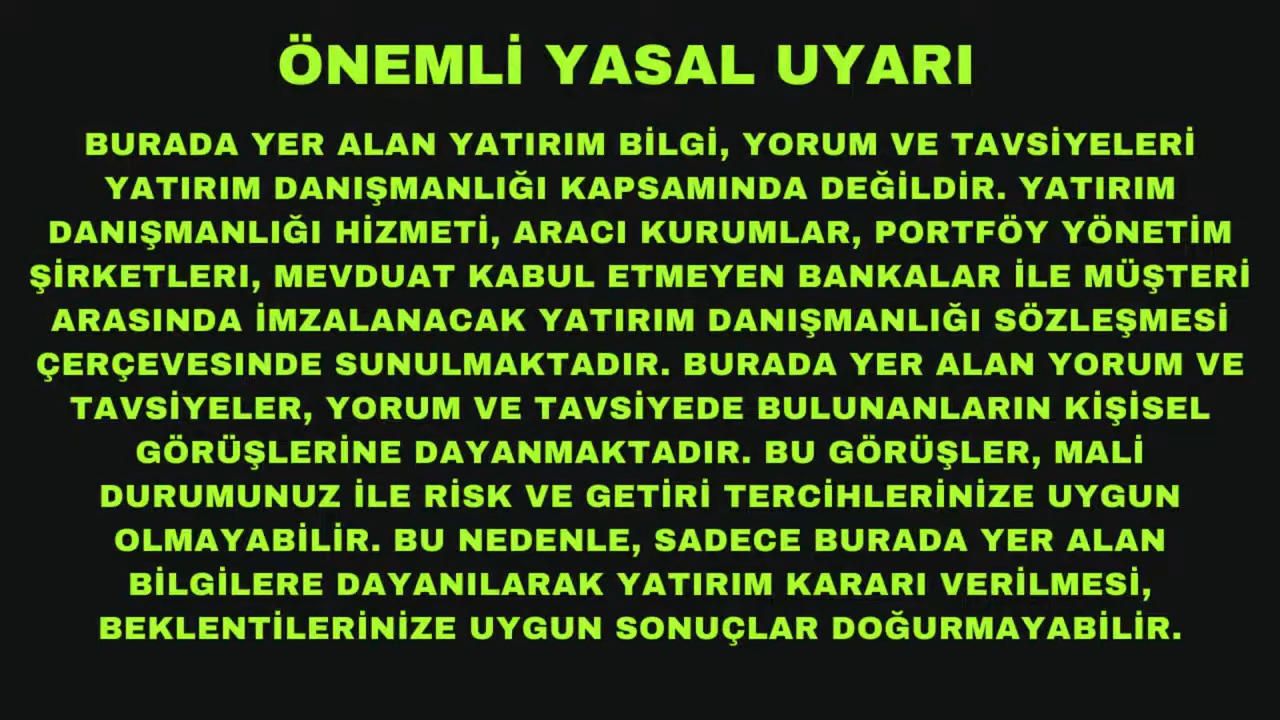 ÖNEMLİ YASAL UYARI
BURADA YER ALAN YATIRIM BİLGİ, YORUM VE TAVSİYELERİ
YATIRIM DANIŞMANLIĞI KAPSAMINDA DEĞİLDİR. YATIRIM
DANIŞMANLIĞI HİZMETİ, ARACI KURUMLAR, PORTFÖY YÖNETİM
ŞİRKETLERI, MEVDUAT KABUL ETMEYEN BANKALAR İLE MÜŞTERİ
ARASINDA İMZALANACAK YATIRIM DANIŞMANLIĞI SÖZLEŞMESİ
ÇERÇEVESINDE SUNULMAKTADIR. BURADA YER ALAN YORUM VE
TAVSİYELER, YORUM VE TAVSİYEDE BULUNANLARIN KİŞİSEL
GÖRÜŞLERİNE DAYANMAKTADIR. BU GÖRÜŞLER, MALİ
DURUMUNUZ İLE RİSK VE GETİRİ TERCİHLERİNİZE UYGUN
OLMAYABİLİR. BU NEDENLE, SADECE BURADA YER ALAN
BİLGİLERE DAYANILARAK YATIRIM KARARI VERİLMESİ,
BEKLENTİLERİNİZE UYGUN SONUÇLAR DOĞURMAYABİLİR.